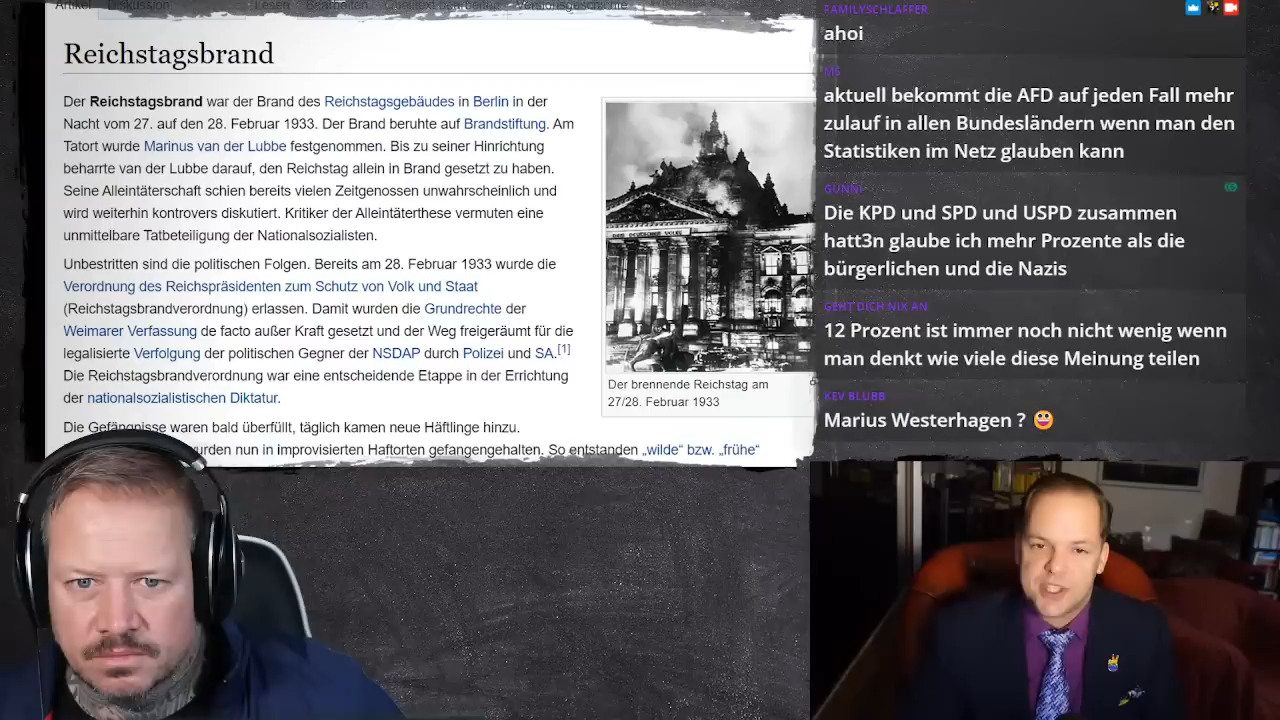 Artikel Diskussion Lesen Bearbeiten Quelltext bearbeiten Versionsgeschichte
Reichstagsbrand
Der Reichstagsbrand war der Brand des Reichstagsgebäudes in Berlin in der
Nacht vom 27. auf den 28. Februar 1933. Der Brand beruhte auf Brandstiftung. Am
Tatort wurde Marinus van der Lubbe festgenommen. Bis zu seiner Hinrichtung
beharrte van der Lubbe darauf, den Reichstag allein in Brand gesetzt zu haben.
Seine Alleintäterschaft schien bereits vielen Zeitgenossen unwahrscheinlich und
wird weiterhin kontrovers diskutiert. Kritiker der Alleintäterthese vermuten eine
unmittelbare Tatbeteiligung der Nationalsozialisten.
Unbestritten sind die politischen Folgen. Bereits am 28. Februar 1933 wurde die
Verordnung des Reichspräsidenten zum Schutz von Volk und Staat
(Reichstagsbrandverordnung) erlassen. Damit wurden die Grundrechte der
Weimarer Verfassung de facto außer Kraft gesetzt und der Weg freigeräumt für die
legalisierte Verfolgung der politischen Gegner der NSDAP durch Polizei und SA.[1]
Die Reichstagsbrandverordnung war eine entscheidende Etappe in der Errichtung
der nationalsozialistischen Diktatur.
Die Gefängnisse waren bald überfüllt, täglich kamen neue Häftlinge hinzu.
wurden nun in improvisierten Haftorten gefangengehalten. So entstanden „wilde“ bzw. „frühe“
DEM DEUTSCHEN VOLKE
Der brennende Reichstag am
27/28. Februar 1933
FAMILYSCHLAFFER
ahoi
MS
aktuell bekommt die AFD auf jeden Fall mehr
zulauf in allen Bundesländern wenn man den
Statistiken im Netz glauben kann
GUNNI
Die KPD und SPD und USPD zusammen
hatt3n glaube ich mehr Prozente als die
bürgerlichen und die Nazis
GEHT DICH NIX AN
12 Prozent ist immer noch nicht wenig wenn
man denkt wie viele diese Meinung teilen
KEV BLUBB
Marius Westerhagen ?